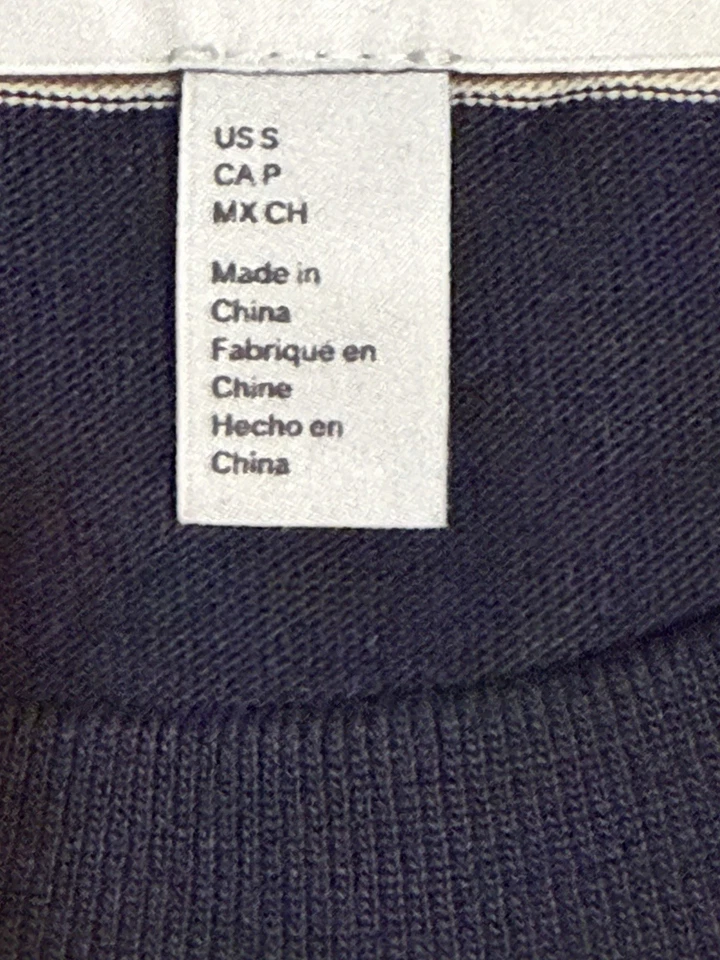 US S
CA P
MX CH
Made in
China
Fabriqué en
Chine
Hecho en
China